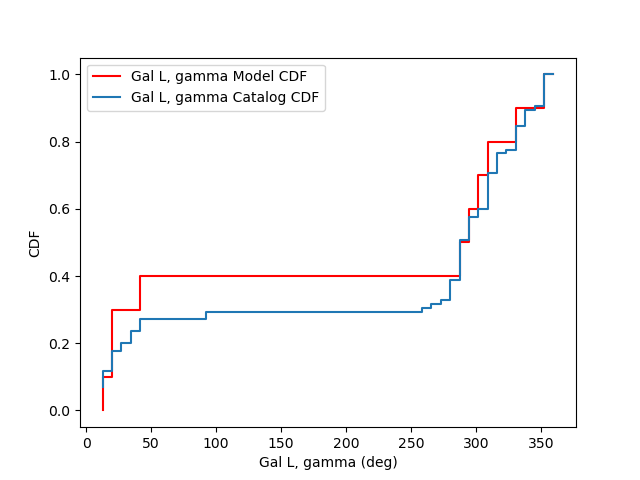 Gal L, gamma Model CDF
Gal L, gamma Catalog CDF
1.0
0.8
0.6
0.4
0.2
0.0
CDF
0 50 100 150 200 250 300 350
Gal L, gamma (deg)